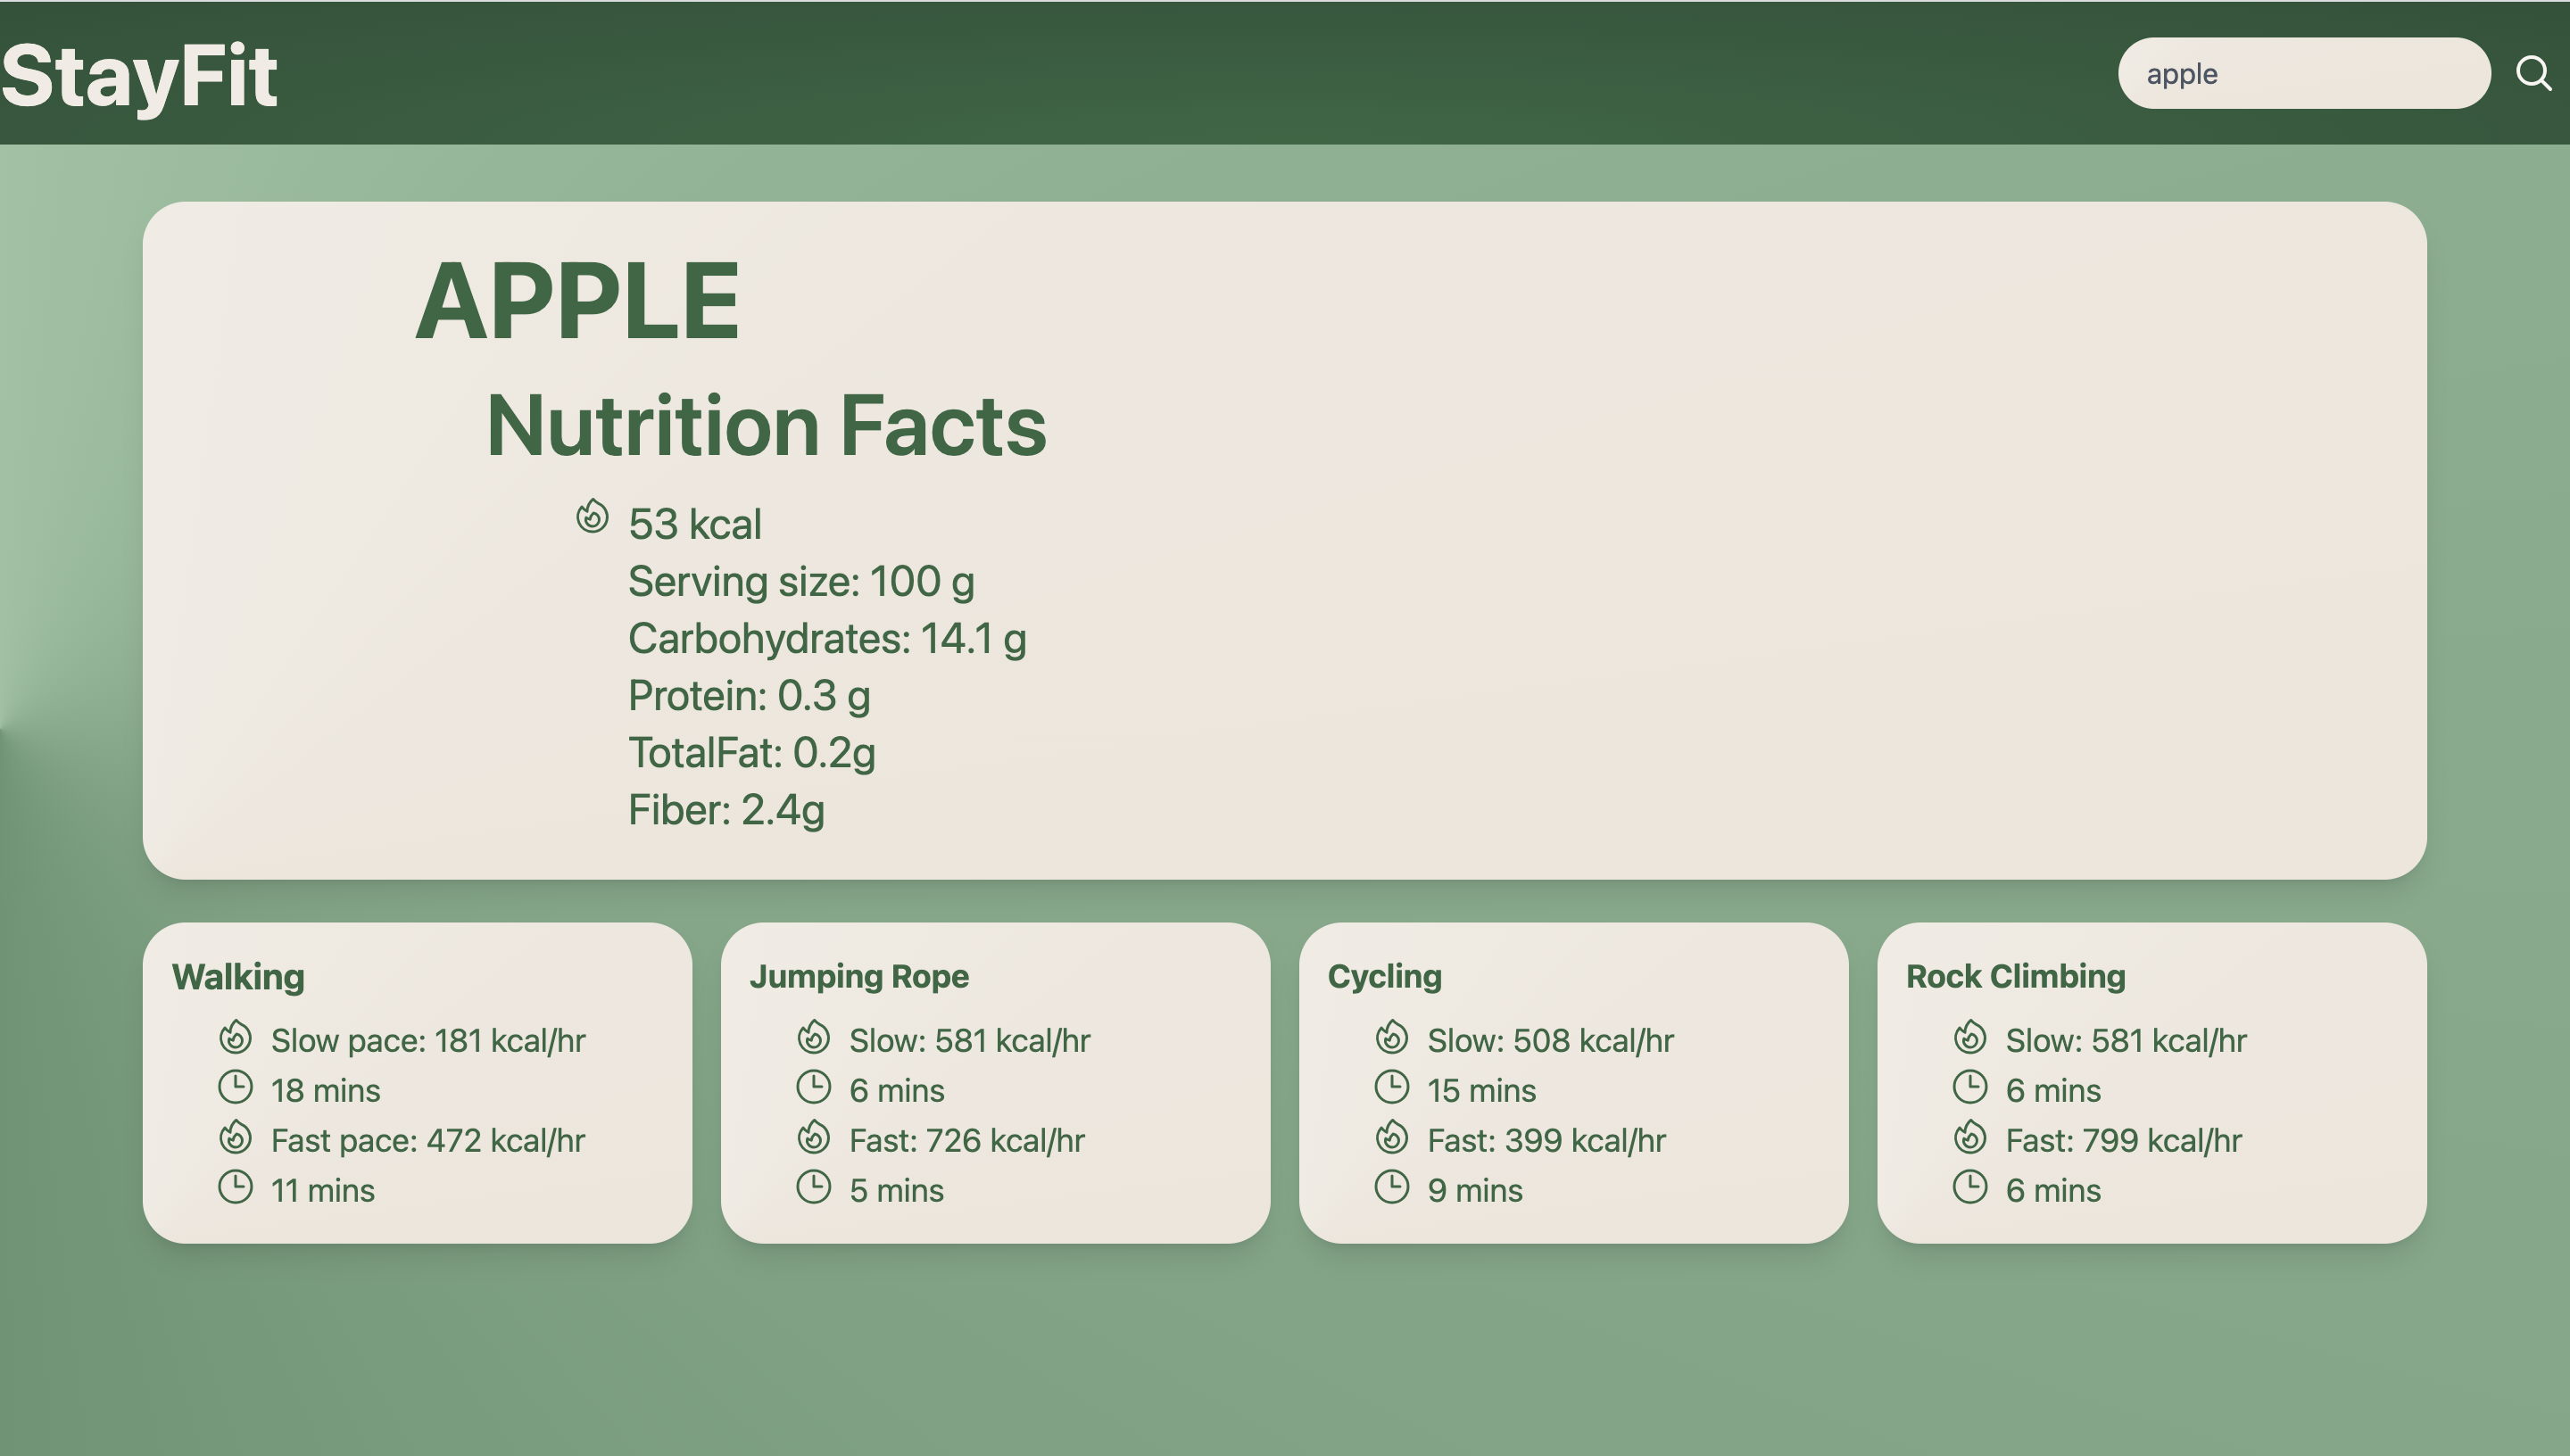 StayFit
apple
APPLE
Nutrition Facts
53 kcal
Serving size: 100 g
Carbohydrates: 14.1 g
Protein: 0.3 g
TotalFat: 0.2g
Fiber: 2.4g
Walking
Slow pace: 181 kcal/hr
18 mins
Fast pace: 472 kcal/hr
11 mins
Jumping Rope
Slow: 581 kcal/hr
6 mins
Fast: 726 kcal/hr
5 mins
Cycling
Slow: 508 kcal/hr
15 mins
Fast: 399 kcal/hr
9 mins
Rock Climbing
Slow: 581 kcal/hr
6 mins
Fast: 799 kcal/hr
6 mins